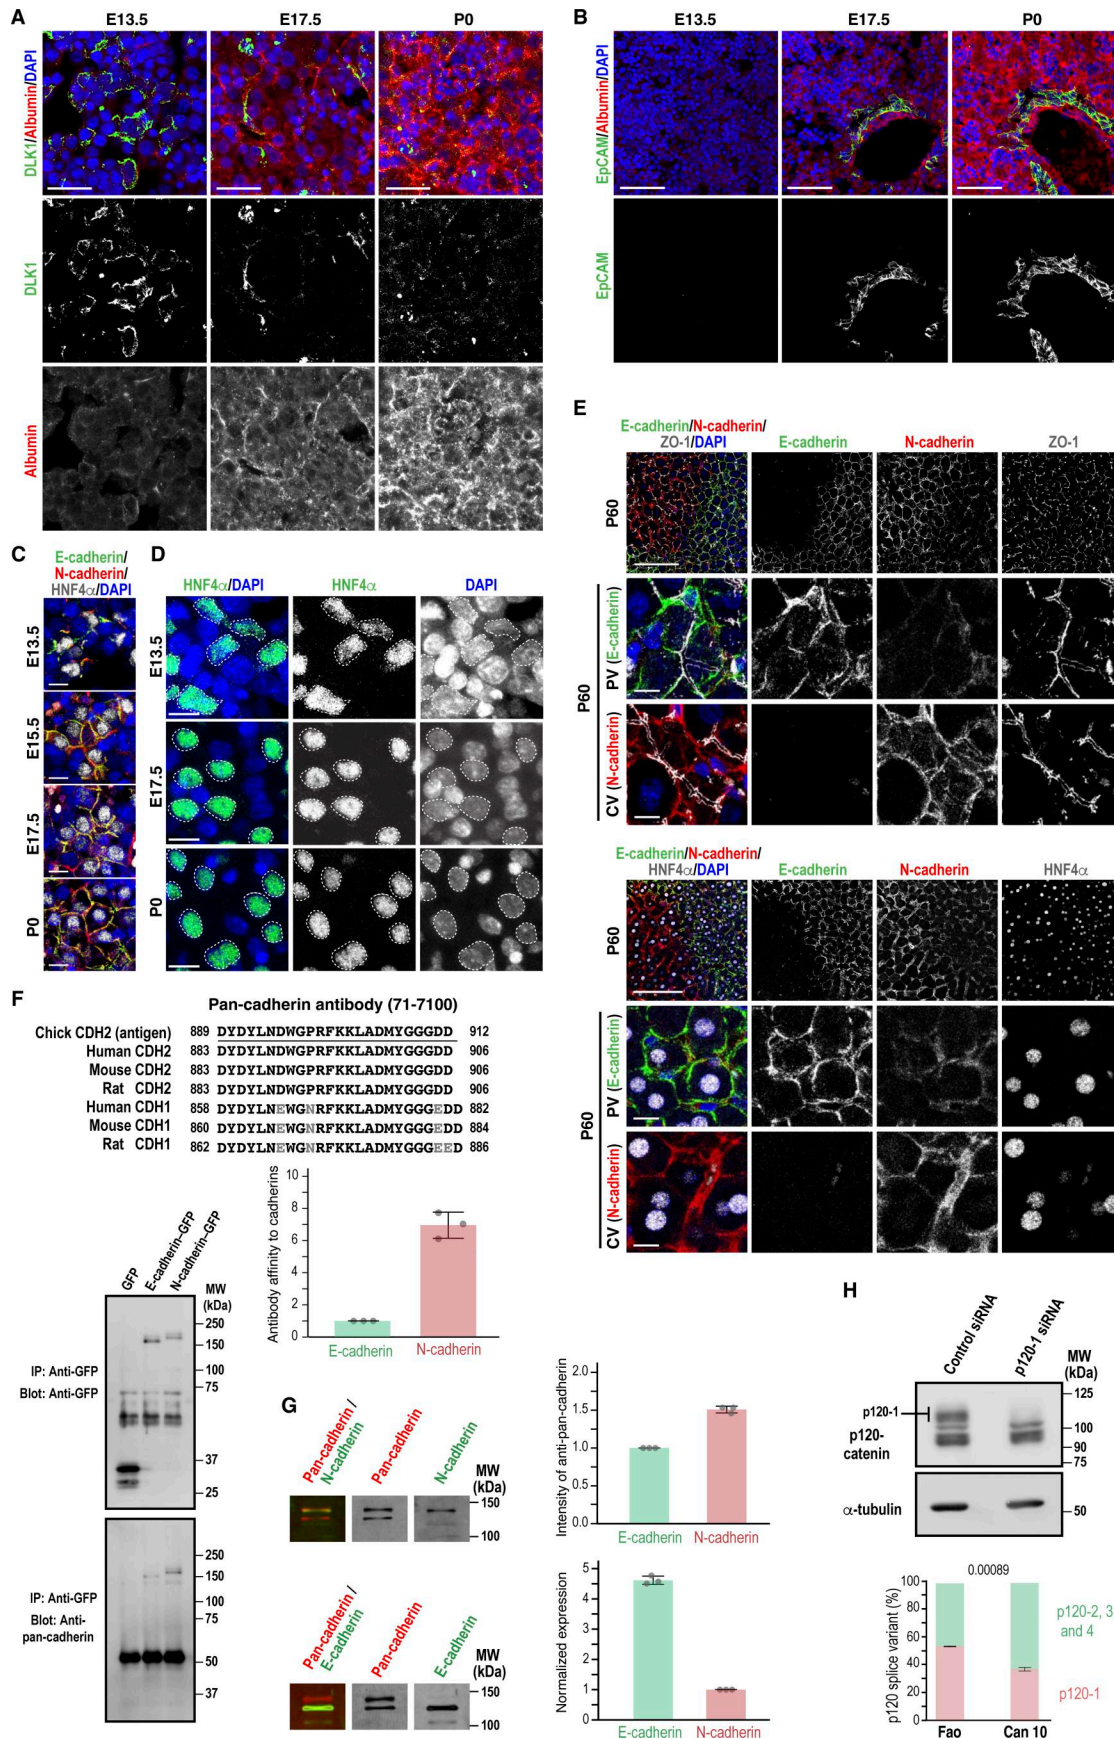 A
E13.5 E17.5 P0
DLK1/Albumin/DAPI
DLK1
Albumin
B
E13.5 E17.5 P0
EpCAM/Albumin/DAPI
EpCAM
C
E-cadherin/
N-cadherin/
HNF4α/DAPI
E13.5
E15.5
E17.5
P0
D
HNF4α/DAPI HNF4α DAPI
E13.5
E17.5
P0
E
E-cadherin/N-cadherin/
ZO-1/DAPI E-cadherin N-cadherin ZO-1
P60
P60
PV (E-cadherin)
CV (N-cadherin)
E-cadherin/N-cadherin/
HNF4α/DAPI E-cadherin N-cadherin HNF4α
P60
P60
PV (E-cadherin)
CV (N-cadherin)
F
Pan-cadherin antibody (71-7100)
Chick CDH2 (antigen) 889 DYDYLNDWGPRFKKLADMYGGGDD 912
Human CDH2 883 DYDYLNDWGPRFKKLADMYGGGDD 906
Mouse CDH2 883 DYDYLNDWGPRFKKLADMYGGGDD 906
Rat CDH2 883 DYDYLNDWGPRFKKLADMYGGGDD 906
Human CDH1 858 DYDYLNEWGNRFKKLADMYGGGEDD 882
Mouse CDH1 860 DYDYLNEWGNRFKKLADMYGGGEDD 884
Rat CDH1 862 DYDYLNEWGNRFKKLADMYGGGEED 886
Antibody affinity to cadherins
10
8
6
4
2
0
E-cadherin N-cadherin
GFP
E-cadherin–GFP
N-cadherin–GFP
MW
(kDa)
250
150
100
75
37
25
IP: Anti-GFP
Blot: Anti-GFP
250
150
100
75
50
37
IP: Anti-GFP
Blot: Anti-
pan-cadherin
G
Pan-cadherin/
N-cadherin
Pan-cadherin
N-cadherin
MW
(kDa)
150
100
Pan-cadherin/
E-cadherin
Pan-cadherin
E-cadherin
MW
(kDa)
150
100
Intensity of anti-pan-cadherin
2.0
1.5
1.0
0.5
0.0
E-cadherin N-cadherin
Normalized expression
5
4
3
2
1
0
E-cadherin N-cadherin
H
Control siRNA
p120-1 siRNA
MW
(kDa)
125
100
90
75
p120-1
p120-
catenin
α-tubulin
50
0.00089
p120 splice variant (%)
100
80
60
40
20
0
Fao Can 10
p120-2, 3
and 4
p120-1